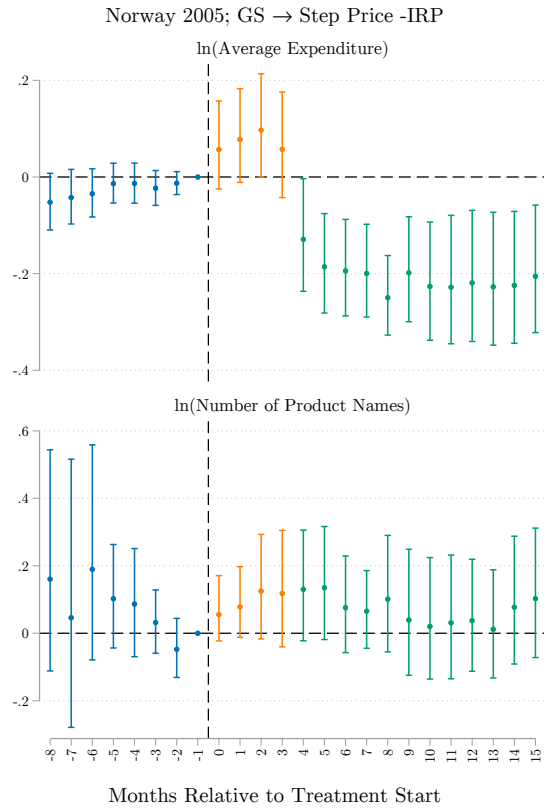 Norway 2005; GS → Step Price -IRP
ln(Average Expenditure)
.2
0
-.2
-.4
ln(Number of Product Names)
.6
.4
.2
0
-.2
-8 -7 -6 -5 -4 -3 -2 -1 0 1 2 3 4 5 6 7 8 9 10 11 12 13 14 15
Months Relative to Treatment Start